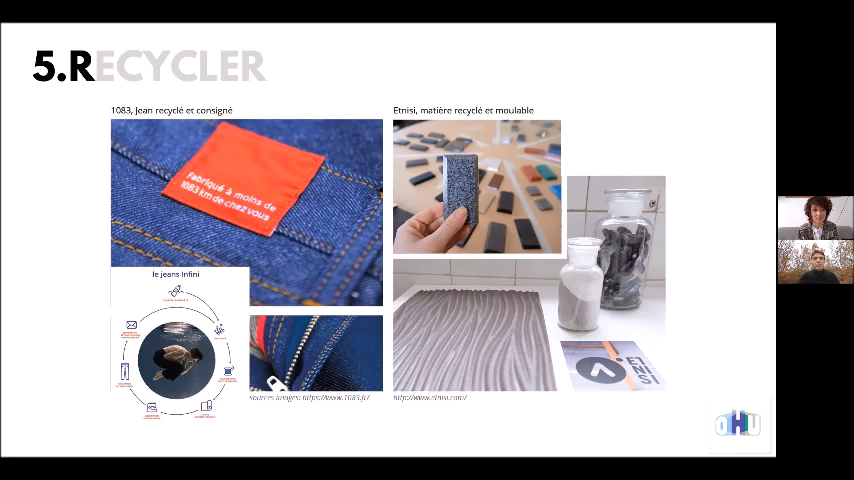 5.RECYCLER
1083, Jean recyclé et consigné
Etnisi, matière recyclé et moulable
Fabriqué à moins de
1083 km de chez vous
le jeans Infini
ETNISI
sources images: https://www.1083.fr/
http://www.etnisi.com/
OHU